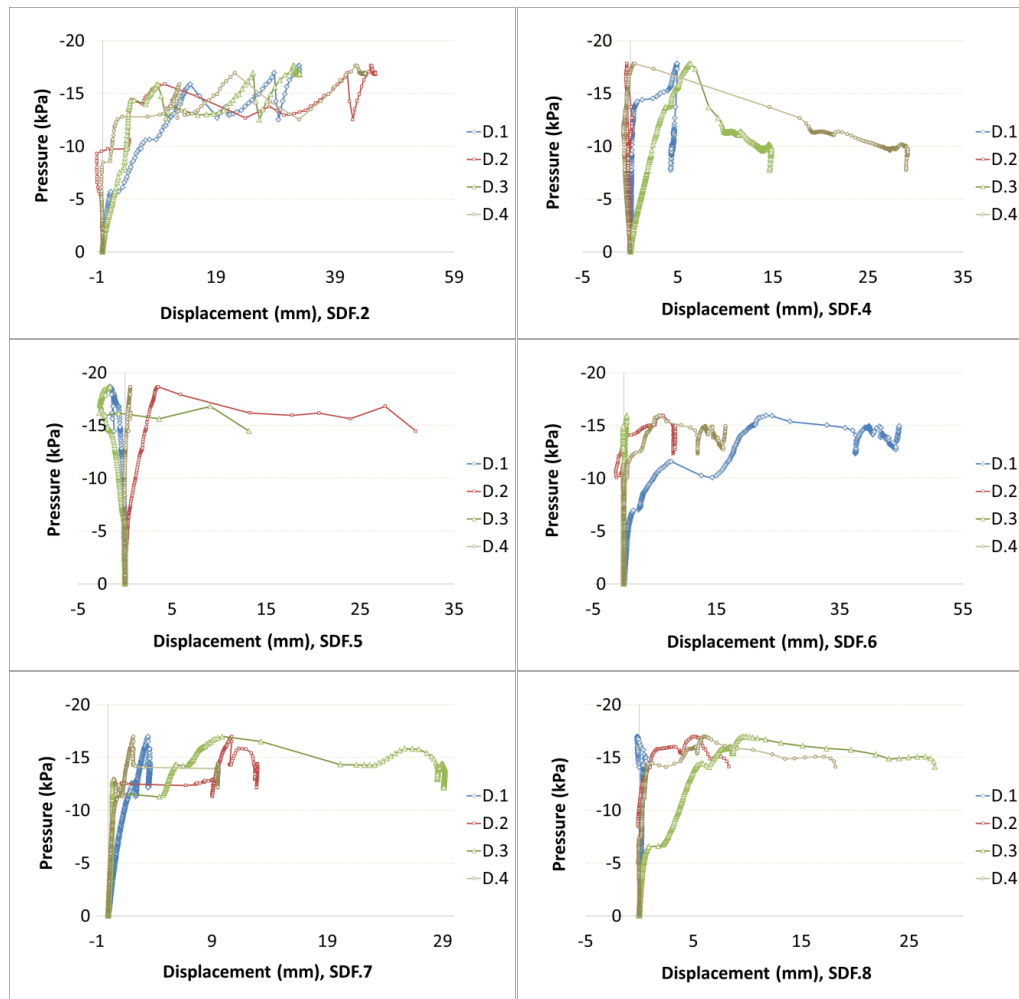 -20
-15
-10
-5
0
Pressure (kPa)
-1 19 39 59
Displacement (mm), SDF.2
D.1
D.2
D.3
D.4
-20
-15
-10
-5
0
Pressure (kPa)
-5 5 15 25 35
Displacement (mm), SDF.4
D.1
D.2
D.3
D.4
-20
-15
-10
-5
0
Pressure (kPa)
-5 5 15 25 35
Displacement (mm), SDF.5
D.1
D.2
D.3
D.4
-20
-15
-10
-5
0
Pressure (kPa)
-5 15 35 55
Displacement (mm), SDF.6
D.1
D.2
D.3
D.4
-20
-15
-10
-5
0
Pressure (kPa)
-1 9 19 29
Displacement (mm), SDF.7
D.1
D.2
D.3
D.4
-20
-15
-10
-5
0
Pressure (kPa)
-5 5 15 25
Displacement (mm), SDF.8
D.1
D.2
D.3
D.4